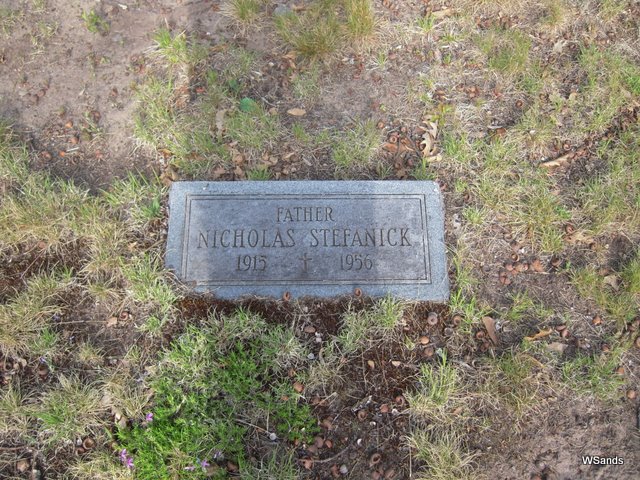 FATHER
NICHOLAS STEFANICK
1915 † 1956
WSands